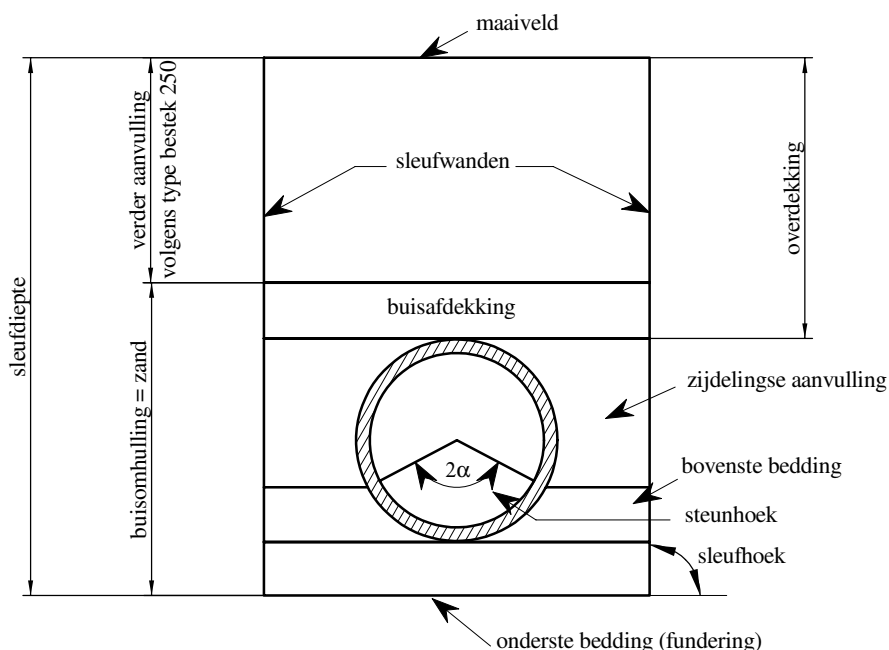 maaiveld
verder aanvulling
volgens type bestek 250
sleufwanden
overdekking
buisafdekking
sleufdiepte
buisomhulling = zand
zijdelingse aanvulling
2α
bovenste bedding
steunhoek
sleufhoek
onderste bedding (fundering)